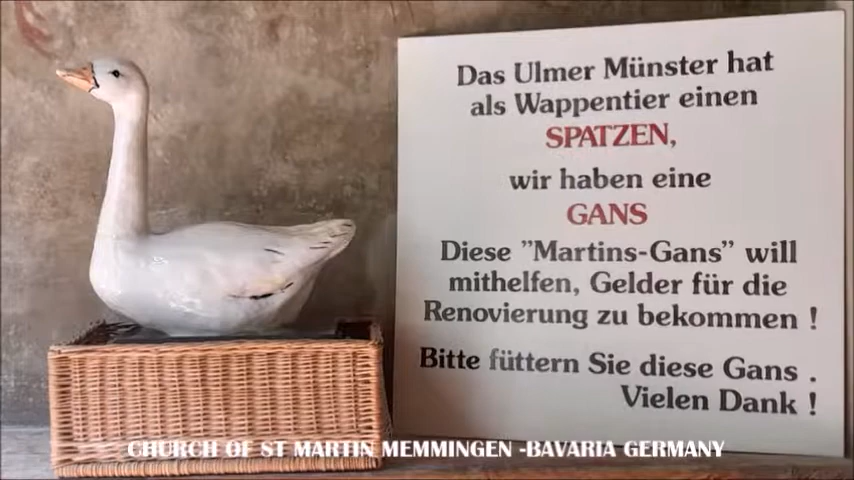 Das Ulmer Münster hat
als Wappentier einen
SPATZEN,
wir haben eine
GANS
Diese "Martins-Gans" will
mithelfen, Gelder für die
Renovierung zu bekommen !
Bitte füttern Sie diese Gans .
Vielen Dank !
CHURCH OF ST MARTIN MEMMINGEN -BAVARIA GERMANY